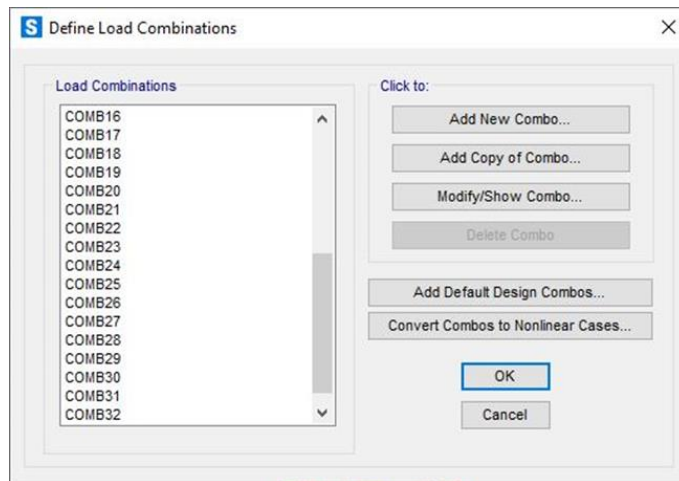 S Define Load Combinations
Load Combinations
COMB16
COMB17
COMB18
COMB19
COMB20
COMB21
COMB22
COMB23
COMB24
COMB25
COMB26
COMB27
COMB28
COMB29
COMB30
COMB31
COMB32
Click to:
Add New Combo...
Add Copy of Combo...
Modify/Show Combo...
Delete Combo
Add Default Design Combos...
Convert Combos to Nonlinear Cases...
OK
Cancel